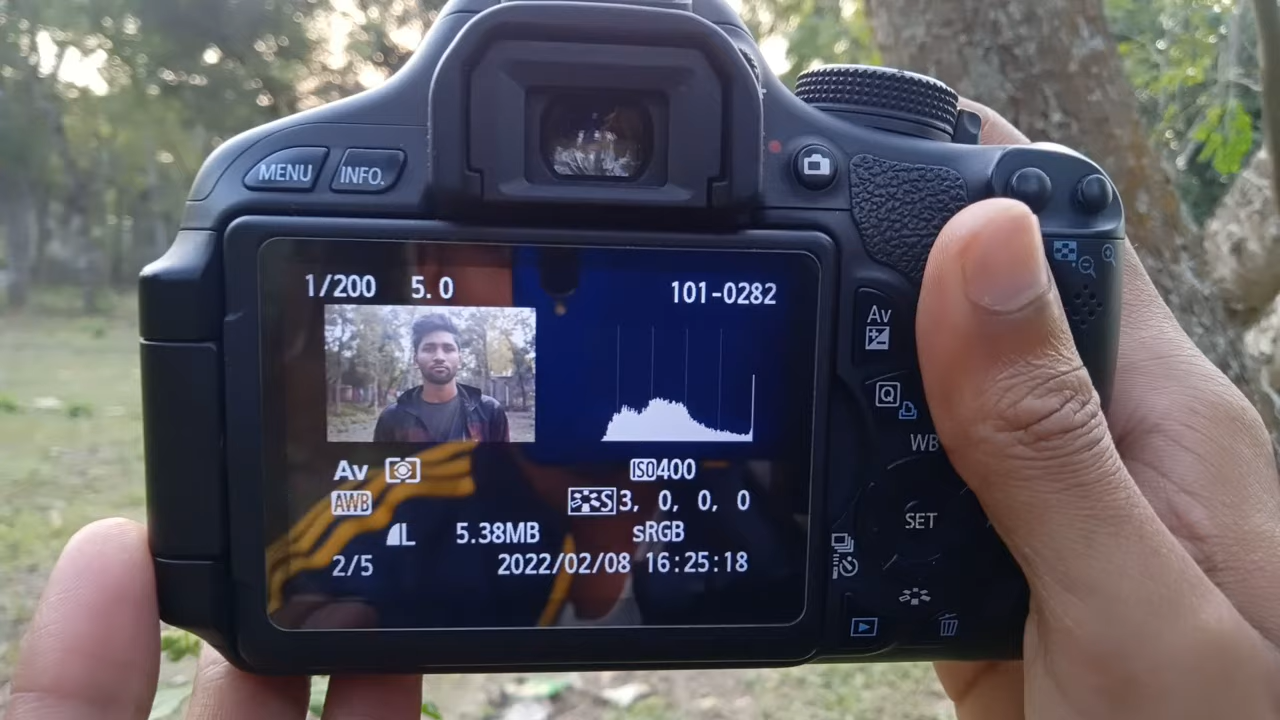 MENU INFO.
1/200 5.0 101-0282
Av
Q
WB
SET
Av ISO400
AWB S3, 0, 0, 0
L 5.38MB sRGB
2/5 2022/02/08 16:25:18